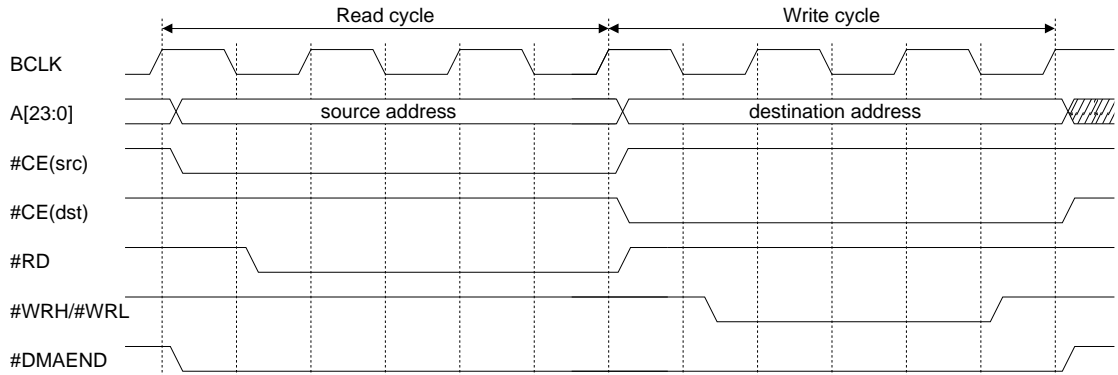 Read cycle Write cycle
BCLK
A[23:0] source address destination address
#CE(src)
#CE(dst)
#RD
#WRH/#WRL
#DMAEND